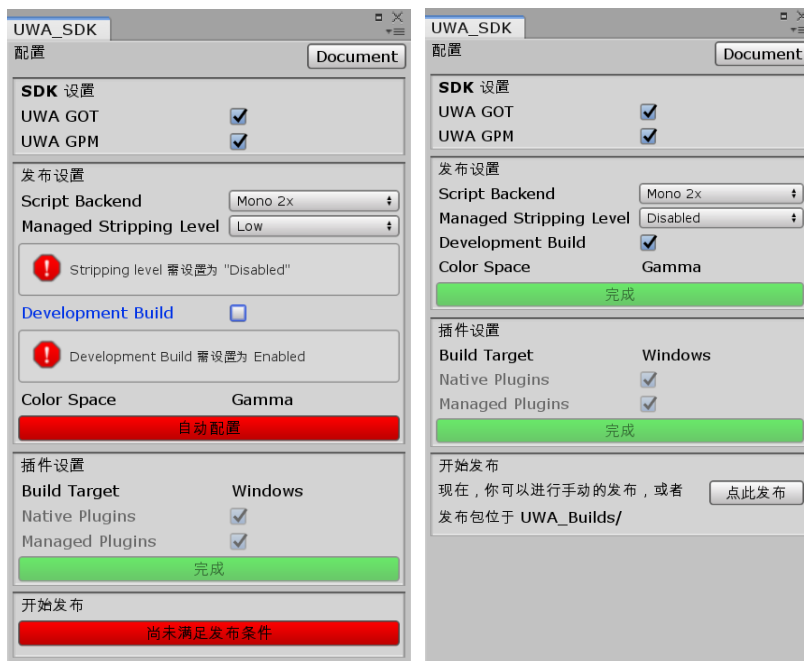 UWA_SDK
配置
Document
SDK 设置
UWA GOT
UWA GPM
发布设置
Script Backend Mono 2x
Managed Stripping Level Low
Stripping level 需设置为 "Disabled"
Development Build
Development Build 需设置为 Enabled
Color Space Gamma
自动配置
插件设置
Build Target Windows
Native Plugins
Managed Plugins
完成
开始发布
尚未满足发布条件
UWA_SDK
配置
Document
SDK 设置
UWA GOT
UWA GPM
发布设置
Script Backend Mono 2x
Managed Stripping Level Disabled
Development Build
Color Space Gamma
完成
插件设置
Build Target Windows
Native Plugins
Managed Plugins
完成
开始发布
现在，你可以进行手动的发布，或者 点此发布
发布包位于 UWA_Builds/